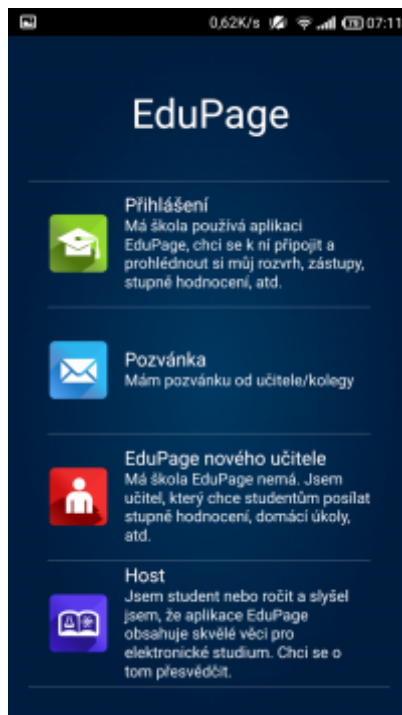 0,62K/s 79 07:11
EduPage
Přihlášení
Má škola používá aplikaci
EduPage, chci se k ní připojit a
prohlédnout si můj rozvrh, zástupy,
stupně hodnocení, atd.
Pozvánka
Mám pozvánku od učitele/kolegy
EduPage nového učitele
Má škola EduPage nemá. Jsem
učitel, který chce studentům posílat
stupně hodnocení, domácí úkoly,
atd.
Host
Jsem student nebo ročit a slyšel
jsem, že aplikace EduPage
obsahuje skvělé věci pro
elektronické studium. Chci se o
tom přesvědčit.